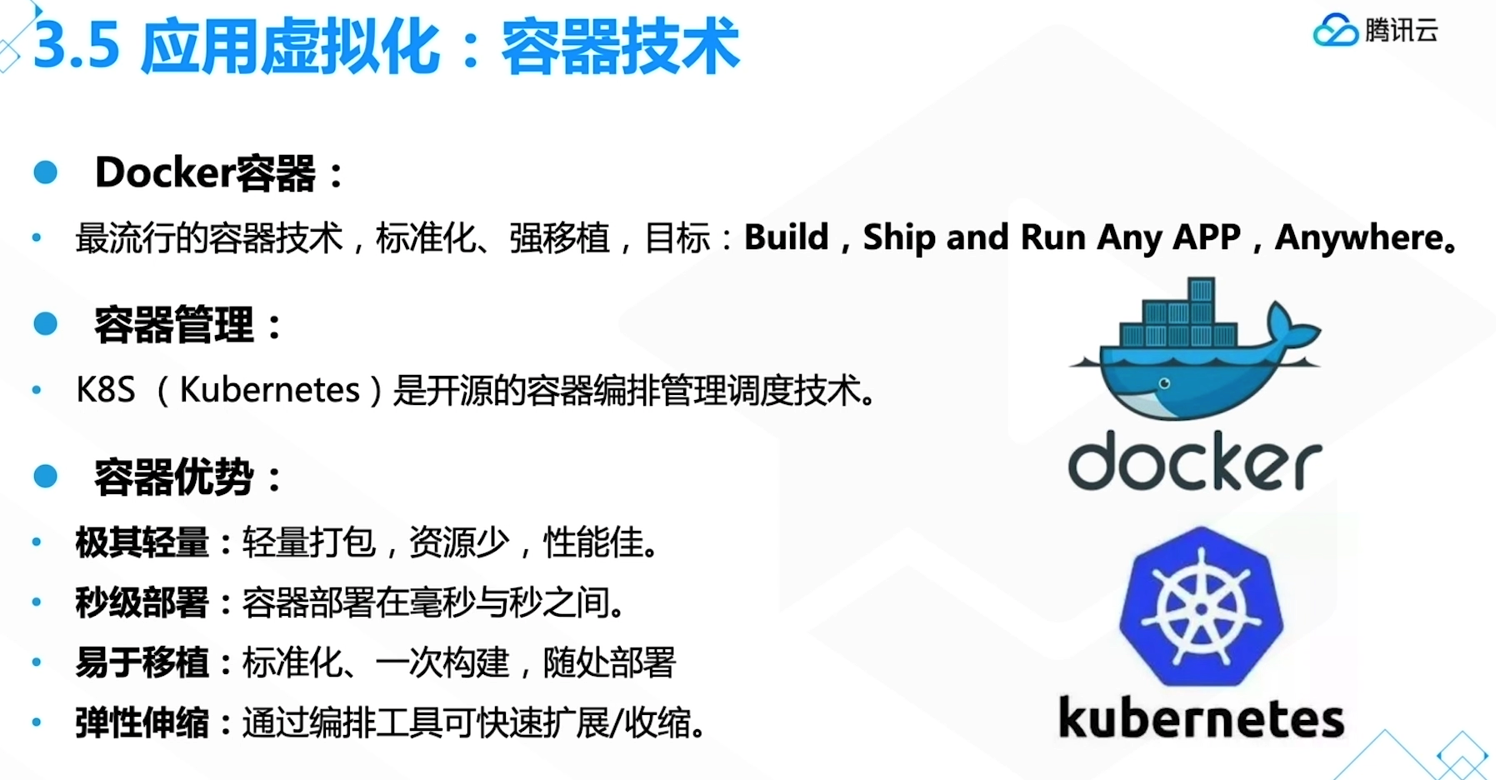 3.5 应用虚拟化：容器技术
腾讯云
Docker容器：
最流行的容器技术，标准化、强移植，目标：Build，Ship and Run Any APP，Anywhere。
容器管理：
K8S （Kubernetes）是开源的容器编排管理调度技术。
容器优势：
极其轻量：轻量打包，资源少，性能佳。
秒级部署：容器部署在毫秒与秒之间。
易于移植：标准化、一次构建，随处部署
弹性伸缩：通过编排工具可快速扩展/收缩。
docker
kubernetes